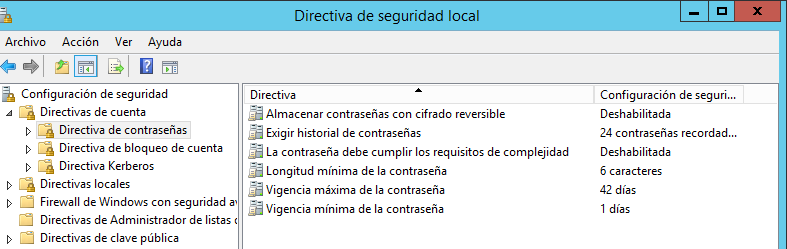 Directiva de seguridad local
Archivo Acción Ver Ayuda
Configuración de seguridad
Directivas de cuenta
Directiva de contraseñas
Directiva de bloqueo de cuenta
Directiva Kerberos
Directivas locales
Firewall de Windows con seguridad av
Directivas de Administrador de listas d
Directivas de clave pública
Directiva Configuración de seguri...
Almacenar contraseñas con cifrado reversible Deshabilitada
Exigir historial de contraseñas 24 contraseñas recordad...
La contraseña debe cumplir los requisitos de complejidad Deshabilitada
Longitud mínima de la contraseña 6 caracteres
Vigencia máxima de la contraseña 42 días
Vigencia mínima de la contraseña 1 días